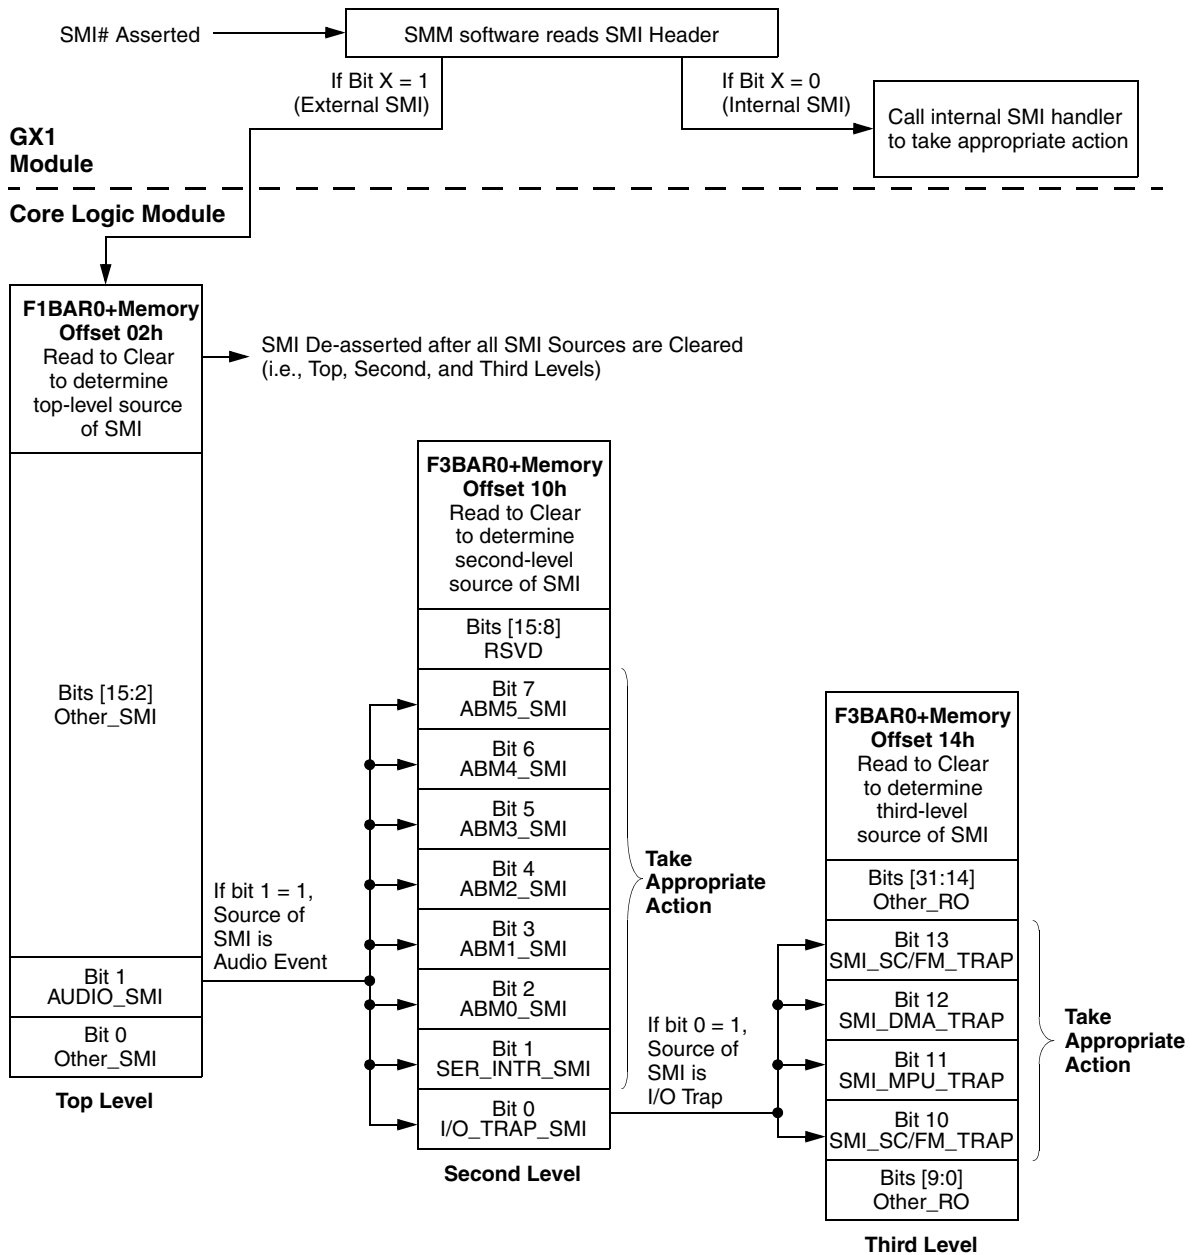 SMI# Asserted
SMM software reads SMI Header
If Bit X = 1
(External SMI)
If Bit X = 0
(Internal SMI)
Call internal SMI handler
to take appropriate action
GX1
Module
Core Logic Module
F1BAR0+Memory
Offset 02h
Read to Clear
to determine
top-level source
of SMI
SMI De-asserted after all SMI Sources are Cleared
(i.e., Top, Second, and Third Levels)
Bits [15:2]
Other_SMI
If bit 1 = 1,
Source of
SMI is
Audio Event
Bit 1
AUDIO_SMI
Bit 0
Other_SMI
Top Level
F3BAR0+Memory
Offset 10h
Read to Clear
to determine
second-level
source of SMI
Bits [15:8]
RSVD
Bit 7
ABM5_SMI
Bit 6
ABM4_SMI
Bit 5
ABM3_SMI
Bit 4
ABM2_SMI
Bit 3
ABM1_SMI
Bit 2
ABM0_SMI
Bit 1
SER_INTR_SMI
Bit 0
I/O_TRAP_SMI
Second Level
Take
Appropriate
Action
If bit 0 = 1,
Source of
SMI is
I/O Trap
F3BAR0+Memory
Offset 14h
Read to Clear
to determine
third-level
source of SMI
Bits [31:14]
Other_RO
Bit 13
SMI_SC/FM_TRAP
Bit 12
SMI_DMA_TRAP
Bit 11
SMI_MPU_TRAP
Bit 10
SMI_SC/FM_TRAP
Bits [9:0]
Other_RO
Third Level
Take
Appropriate
Action